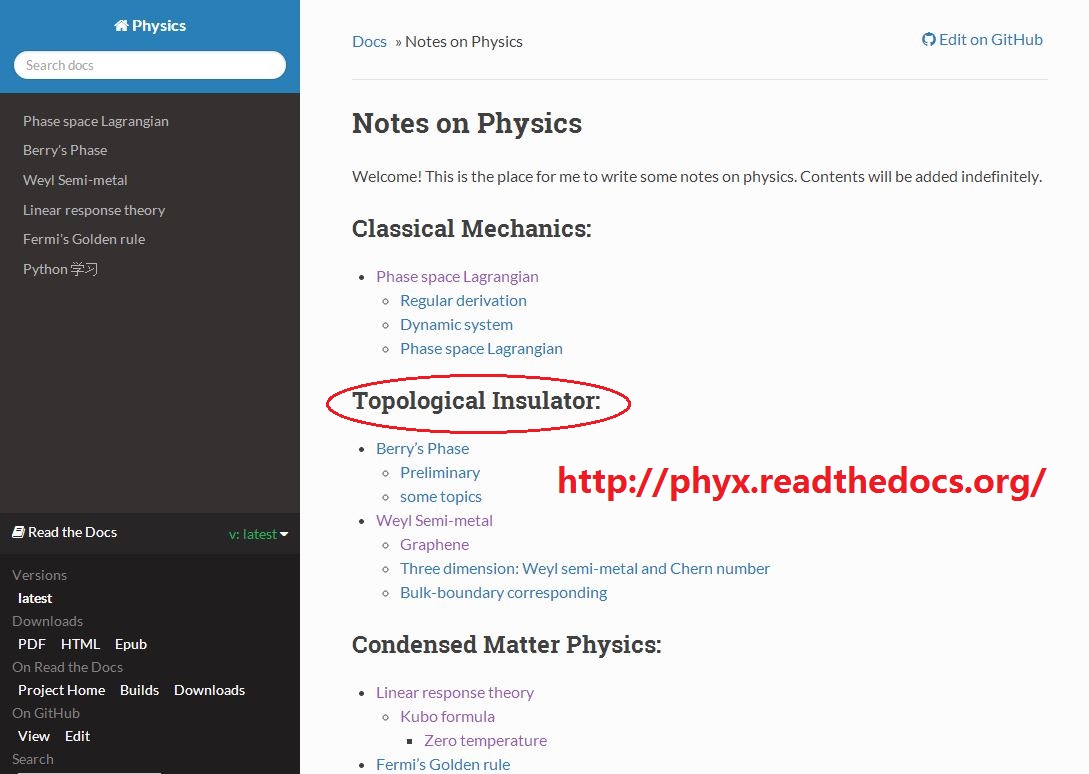 Physics
Search docs
Phase space Lagrangian
Berry's Phase
Weyl Semi-metal
Linear response theory
Fermi's Golden rule
Python 学习
Read the Docs
v: latest
Versions
latest
Downloads
PDF HTML Epub
On Read the Docs
Project Home Builds Downloads
On GitHub
View Edit
Search
Docs » Notes on Physics
Edit on GitHub
Notes on Physics
Welcome! This is the place for me to write some notes on physics. Contents will be added indefinitely.
Classical Mechanics:
Phase space Lagrangian
Regular derivation
Dynamic system
Phase space Lagrangian
Topological Insulator:
Berry’s Phase
Preliminary
some topics
http://phyx.readthedocs.org/
Weyl Semi-metal
Graphene
Three dimension: Weyl semi-metal and Chern number
Bulk-boundary corresponding
Condensed Matter Physics:
Linear response theory
Kubo formula
Zero temperature
Fermi’s Golden rule